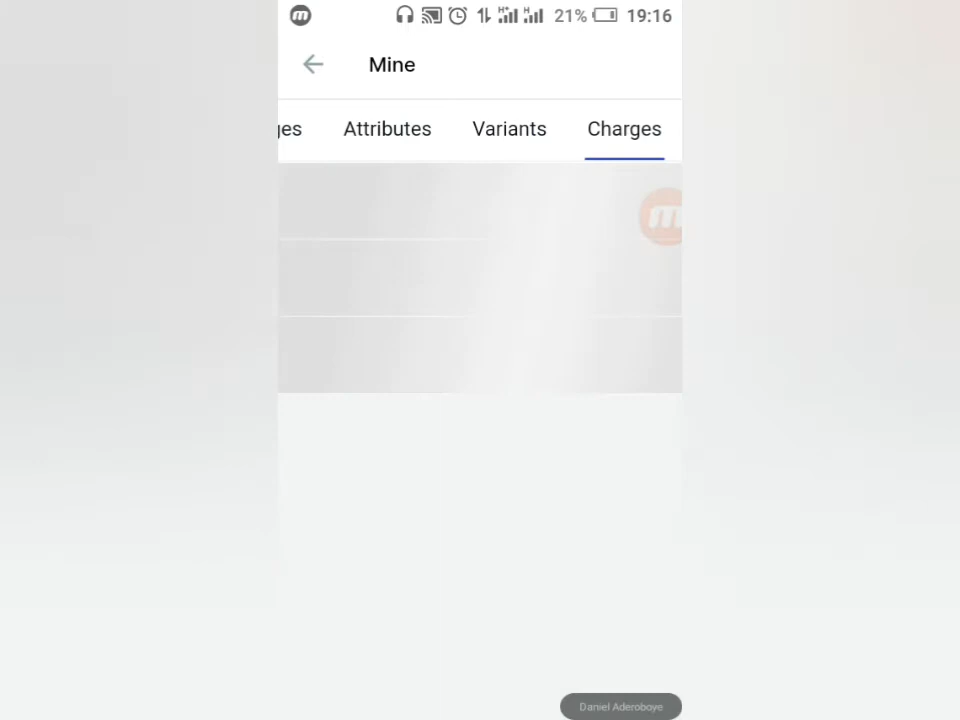 21% 19:16
Mine
ges Attributes Variants Charges
Daniel Aderoboye